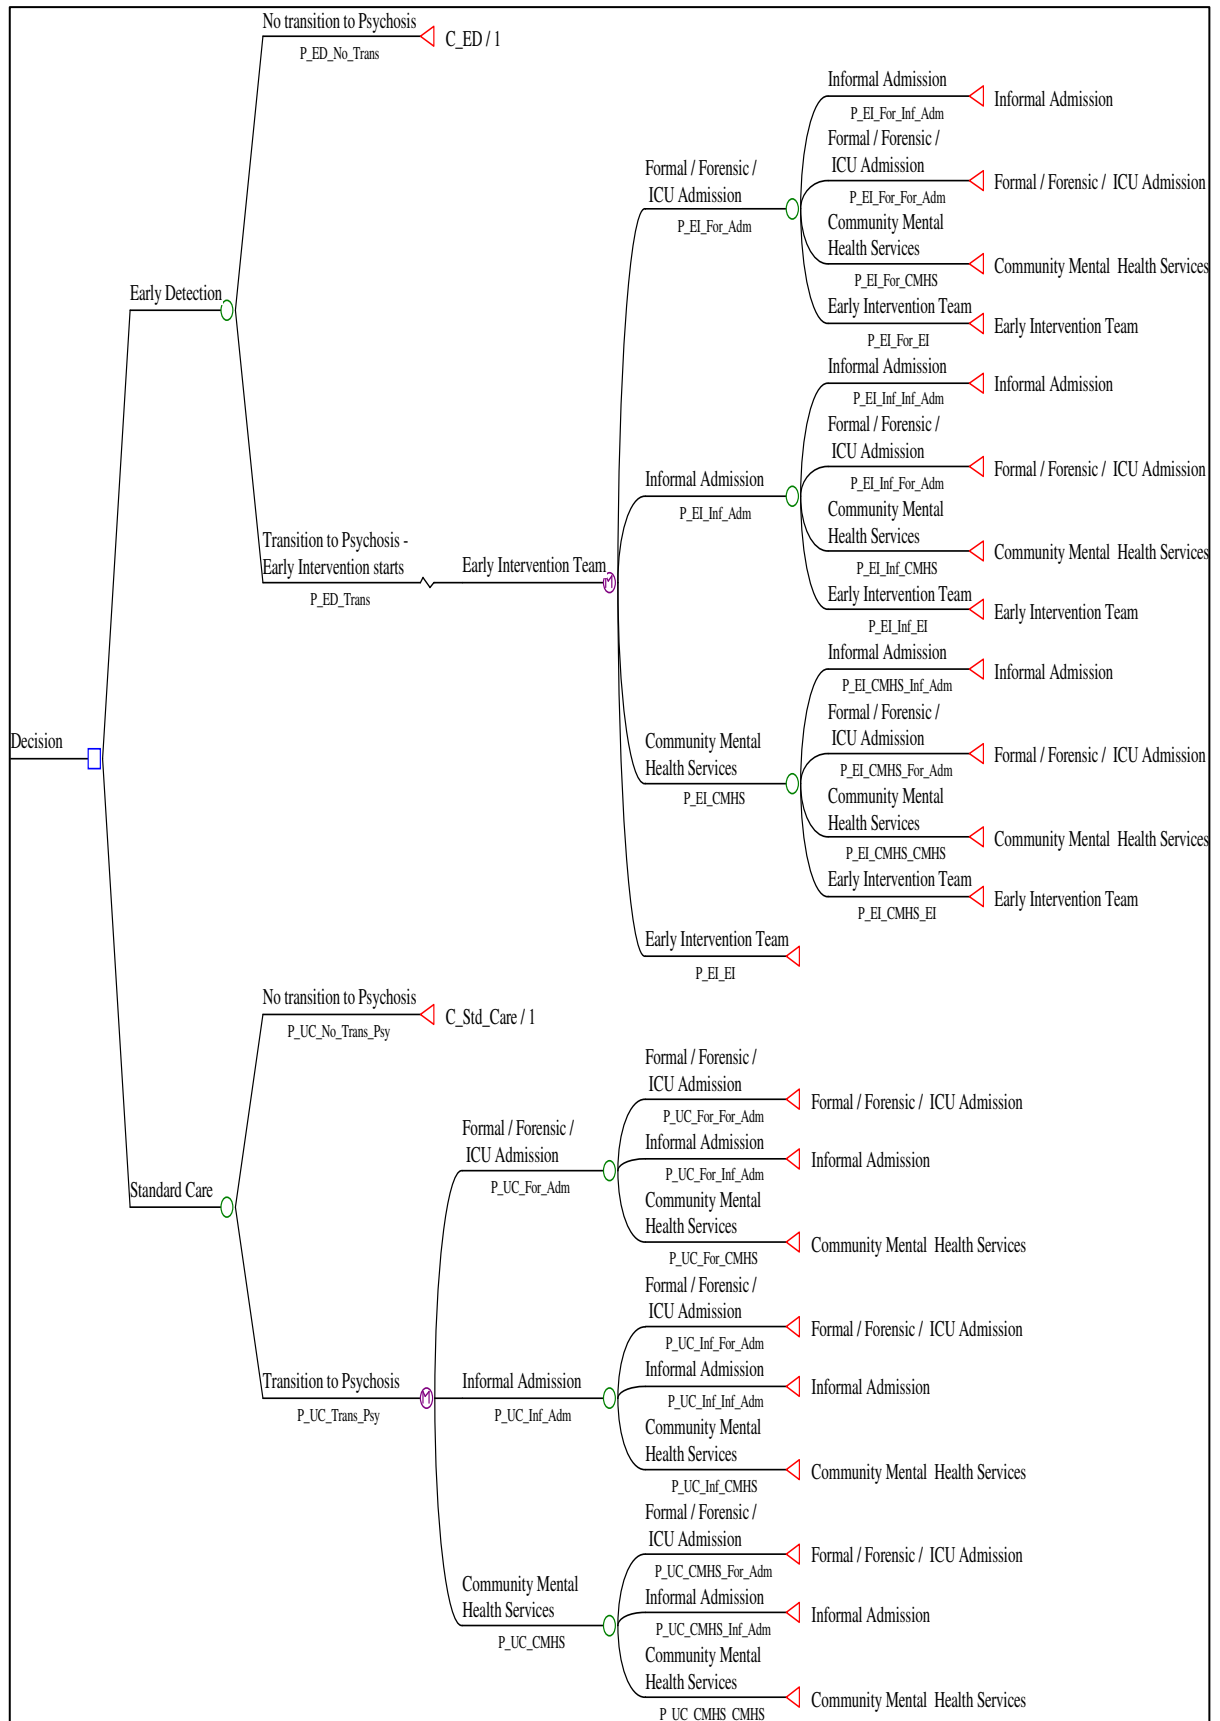 No transition to Psychosis
P_ED_No_Trans
C_ED / 1
Early Detection
Transition to Psychosis -
Early Intervention starts
P_ED_Trans
Early Intervention Team
M
Formal / Forensic /
ICU Admission
P_EI_For_Adm
Informal Admission
P_EI_For_Inf_Adm
Informal Admission
Formal / Forensic /
ICU Admission
P_EI_For_For_Adm
Formal / Forensic / ICU Admission
Community Mental
Health Services
P_EI_For_CMHS
Community Mental Health Services
Early Intervention Team
P_EI_For_EI
Early Intervention Team
Informal Admission
P_EI_Inf_Adm
Informal Admission
P_EI_Inf_Inf_Adm
Informal Admission
Formal / Forensic /
ICU Admission
P_EI_Inf_For_Adm
Formal / Forensic / ICU Admission
Community Mental
Health Services
P_EI_Inf_CMHS
Community Mental Health Services
Early Intervention Team
P_EI_Inf_EI
Early Intervention Team
Community Mental
Health Services
P_EI_CMHS
Informal Admission
P_EI_CMHS_Inf_Adm
Informal Admission
Formal / Forensic /
ICU Admission
P_EI_CMHS_For_Adm
Formal / Forensic / ICU Admission
Community Mental
Health Services
P_EI_CMHS_CMHS
Community Mental Health Services
Early Intervention Team
P_EI_CMHS_EI
Early Intervention Team
Early Intervention Team
P_EI_EI
Decision
Standard Care
No transition to Psychosis
P_UC_No_Trans_Psy
C_Std_Care / 1
Transition to Psychosis
P_UC_Trans_Psy
M
Formal / Forensic /
ICU Admission
P_UC_For_Adm
Formal / Forensic /
ICU Admission
P_UC_For_For_Adm
Formal / Forensic / ICU Admission
Informal Admission
P_UC_For_Inf_Adm
Informal Admission
Community Mental
Health Services
P_UC_For_CMHS
Community Mental Health Services
Informal Admission
P_UC_Inf_Adm
Formal / Forensic /
ICU Admission
P_UC_Inf_For_Adm
Formal / Forensic / ICU Admission
Informal Admission
P_UC_Inf_Inf_Adm
Informal Admission
Community Mental
Health Services
P_UC_Inf_CMHS
Community Mental Health Services
Community Mental
Health Services
P_UC_CMHS
Formal / Forensic /
ICU Admission
P_UC_CMHS_For_Adm
Formal / Forensic / ICU Admission
Informal Admission
P_UC_CMHS_Inf_Adm
Informal Admission
Community Mental
Health Services
P_UC_CMHS_CMHS
Community Mental Health Services